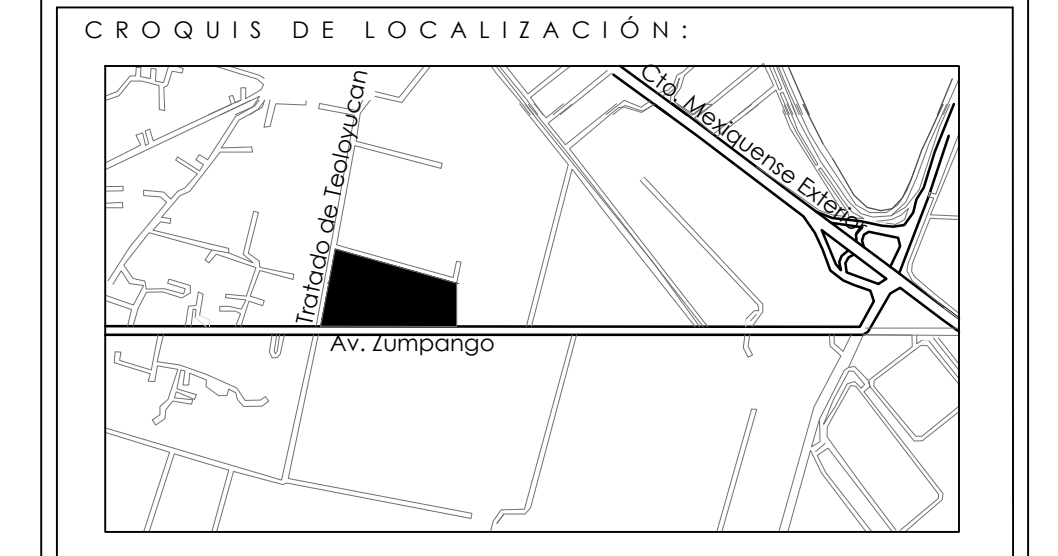 CROQUIS DE LOCALIZACIÓN:
Tratado de Teoloyucan
Cto. Mexiquense Exterior
Av. Zumpango